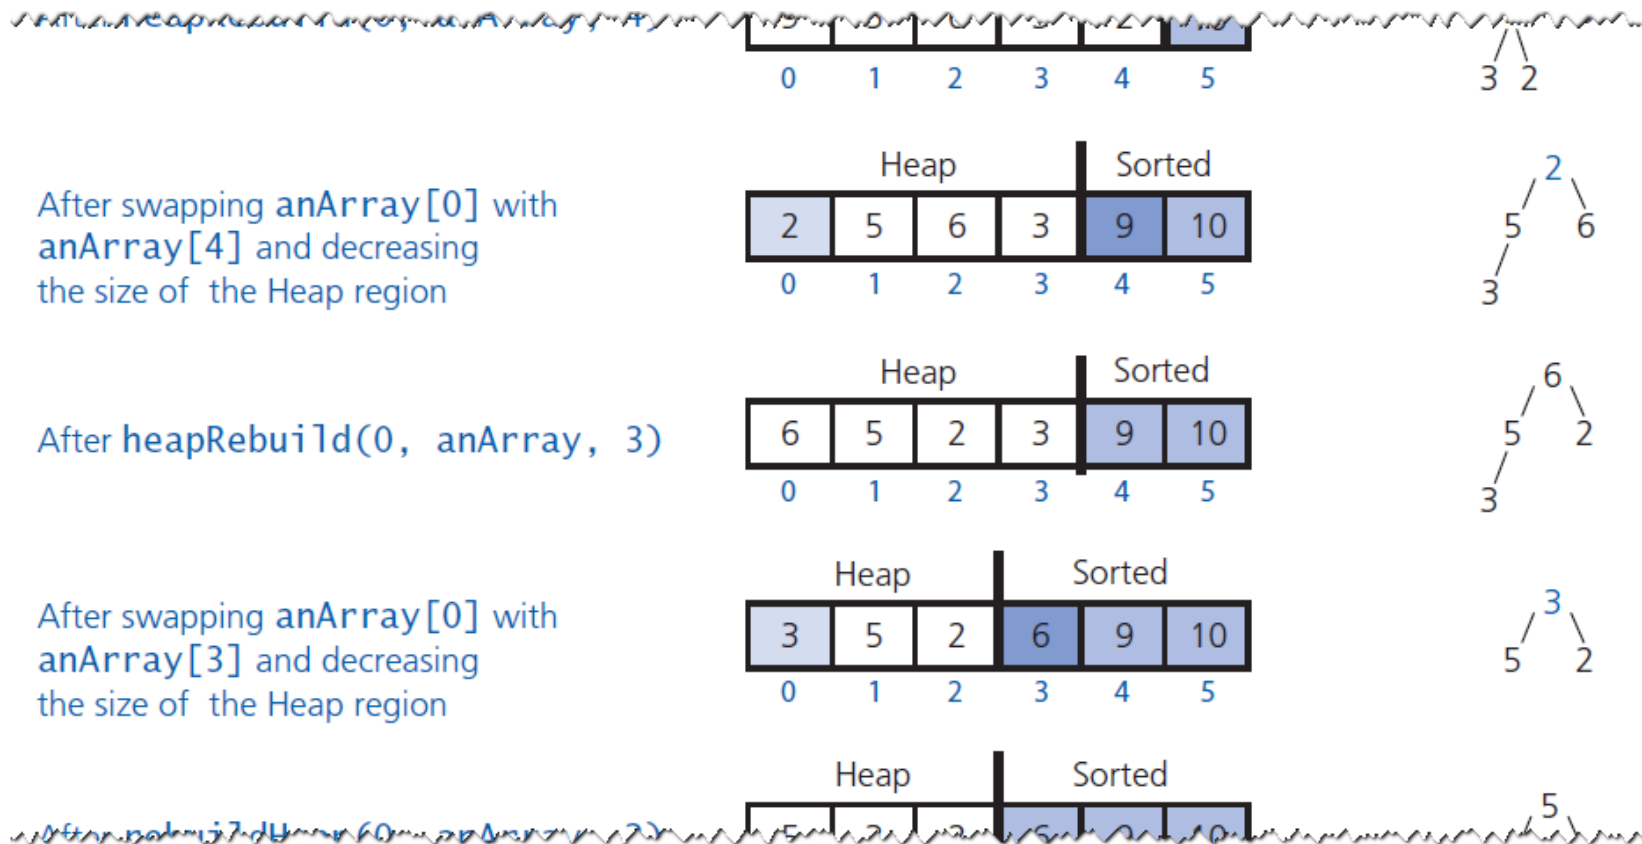 0 1 2 3 4 5
3 2
Heap Sorted
2
After swapping anArray[0] with
anArray[4] and decreasing
the size of the Heap region
2 5 6 3 9 10
5 6
0 1 2 3 4 5
3
Heap Sorted
6
After heapRebuild(0, anArray, 3)
6 5 2 3 9 10
5 2
0 1 2 3 4 5
3
Heap Sorted
3
After swapping anArray[0] with
anArray[3] and decreasing
the size of the Heap region
3 5 2 6 9 10
5 2
0 1 2 3 4 5
Heap Sorted
5